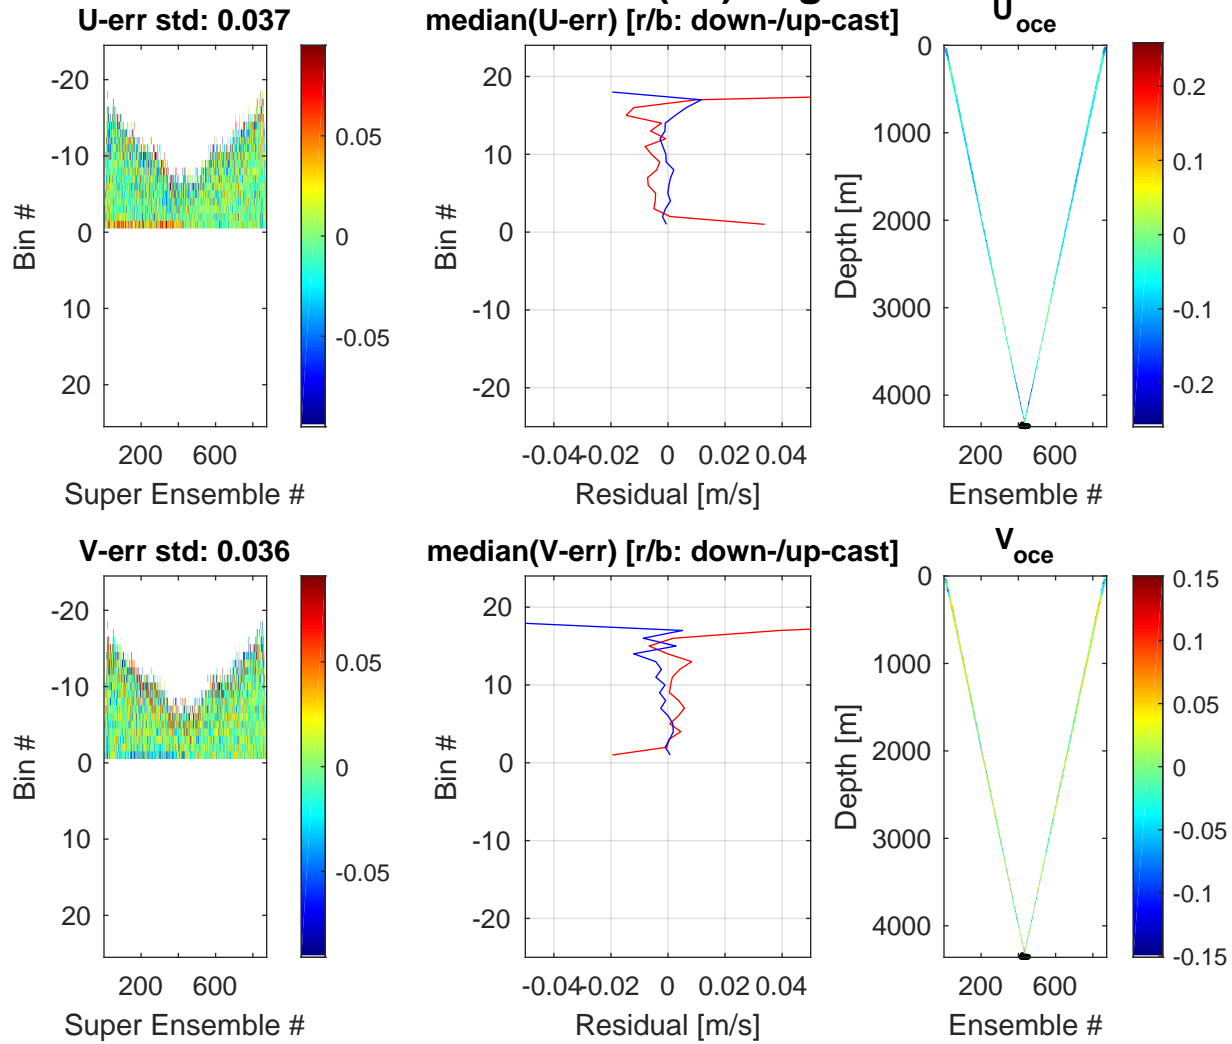 U-err std: 0.037
median(U-err) [r/b: down-/up-cast]
U oce
-20
-10
0
10
20
Bin #
200 600
Super Ensemble #
0.05
0
-0.05
20
10
0
-10
-20
Bin #
-0.04 -0.02 0 0.02 0.04
Residual [m/s]
0
1000
2000
3000
4000
Depth [m]
200 600
Ensemble #
0.2
0.1
0
-0.1
-0.2
V-err std: 0.036
median(V-err) [r/b: down-/up-cast]
V oce
-20
-10
0
10
20
Bin #
200 600
Super Ensemble #
0.05
0
-0.05
20
10
0
-10
-20
Bin #
-0.04 -0.02 0 0.02 0.04
Residual [m/s]
0
1000
2000
3000
4000
Depth [m]
200 600
Ensemble #
0.15
0.1
0.05
0
-0.05
-0.1
-0.15